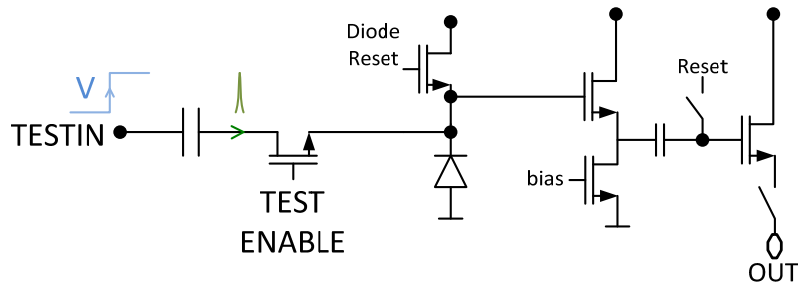 Diode
Reset
V
TESTIN
Reset
TEST
ENABLE
bias
OUT